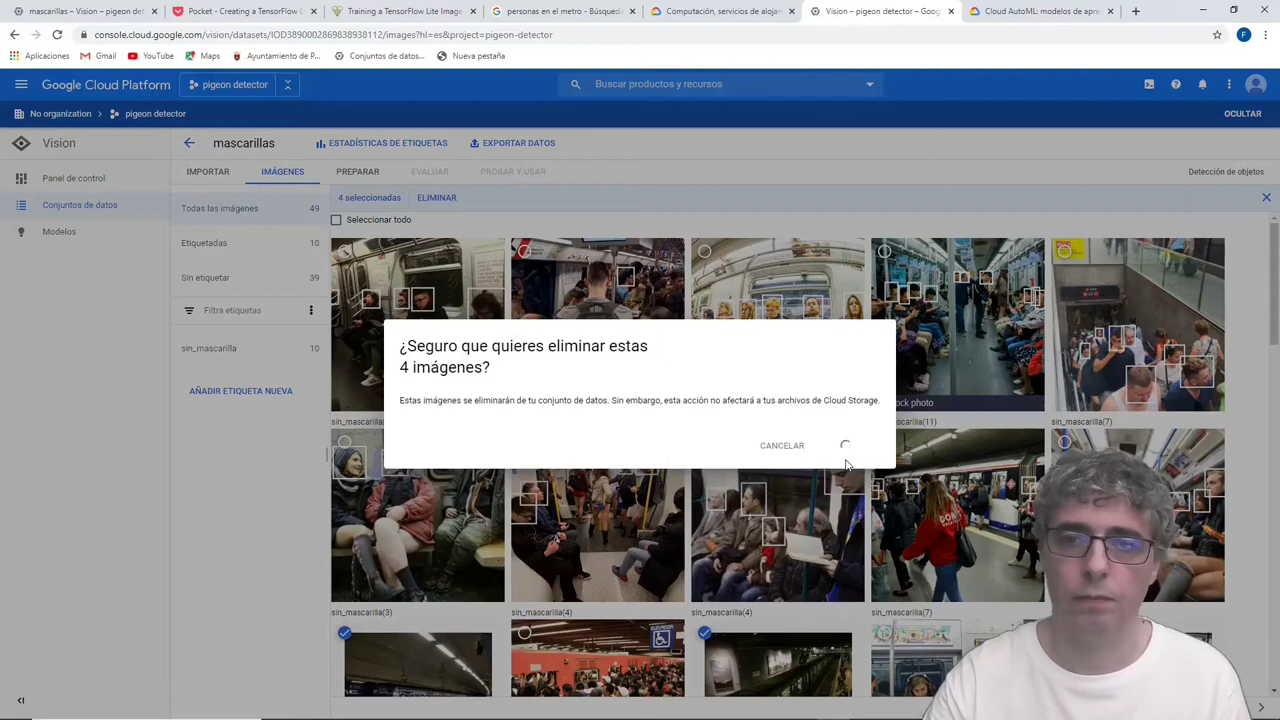 mascarillas – Vision – pigeon det
Pocket - Creating a TensorFlow L
Training a TensorFlow Lite Image
personas en el metro - Búsqued
Computación, servicios de alojam
Vision – pigeon detector – Goog
Cloud AutoML: modelos de apre
console.cloud.google.com/vision/datasets/IOD3890002869838938112/images?hl=es&project=pigeon-detector
F
Aplicaciones
Gmail
YouTube
Maps
Ayuntamiento de P...
Conjuntos de datos...
Nueva pestaña
Google Cloud Platform
pigeon detector
Buscar productos y recursos
No organization
pigeon detector
OCULTAR
Vision
mascarillas
ESTADÍSTICAS DE ETIQUETAS
EXPORTAR DATOS
Panel de control
Conjuntos de datos
Modelos
IMPORTAR
IMÁGENES
PREPARAR
EVALUAR
PROBAR Y USAR
Detección de objetos
Todas las imágenes 49
Etiquetadas 10
Sin etiquetar 39
Filtra etiquetas
sin_mascarilla 10
AÑADIR ETIQUETA NUEVA
4 seleccionadas
ELIMINAR
Seleccionar todo
¿Seguro que quieres eliminar estas
4 imágenes?
Estas imágenes se eliminarán de tu conjunto de datos. Sin embargo, esta acción no afectará a tus archivos de Cloud Storage.
CANCELAR
ock photo
(11)
sin_mascarilla(7)
sin_mascarilla(3)
sin_mascarilla(4)
sin_mascarilla(4)
sin_mascarilla(7)